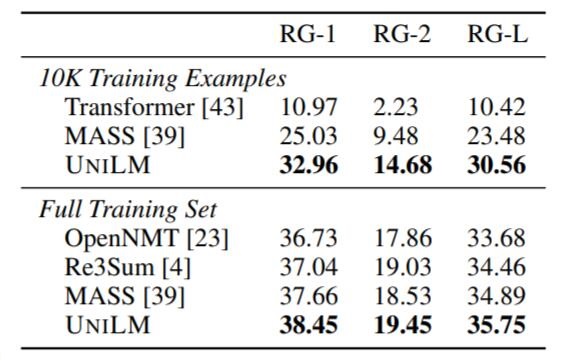 RG-1 RG-2 RG-L
10K Training Examples
Transformer [43] 10.97 2.23 10.42
MASS [39] 25.03 9.48 23.48
UNILM 32.96 14.68 30.56
Full Training Set
OpenNMT [23] 36.73 17.86 33.68
Re3Sum [4] 37.04 19.03 34.46
MASS [39] 37.66 18.53 34.89
UNILM 38.45 19.45 35.75